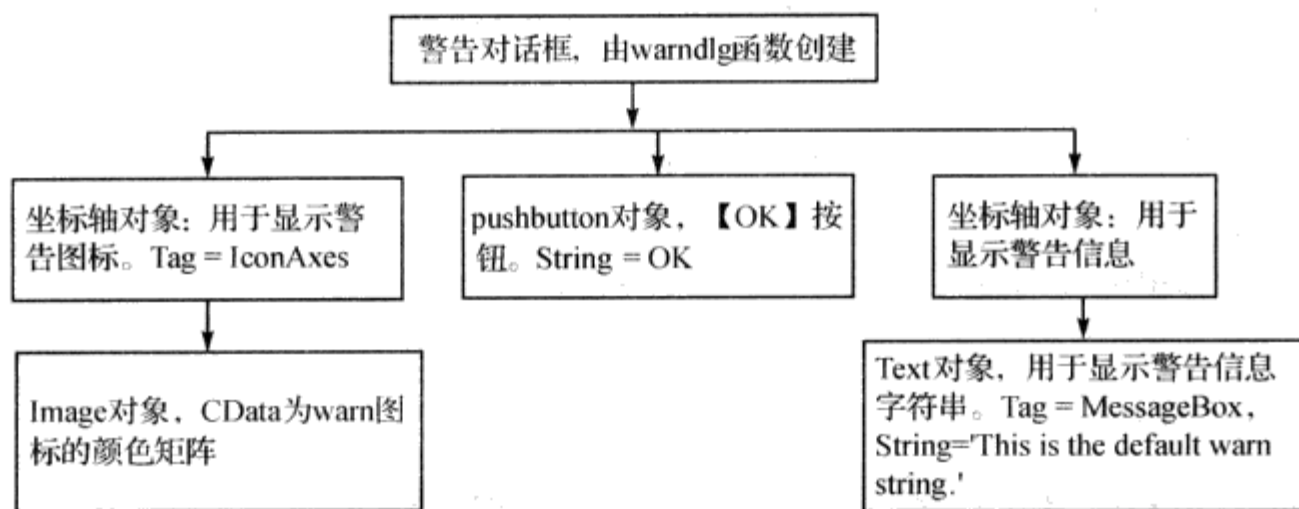 警告对话框，由warndlg函数创建
坐标轴对象：用于显示警
告图标。Tag = IconAxes
pushbutton对象，【OK】按
钮。String = OK
坐标轴对象：用于
显示警告信息
Image对象，CData为warn图
标的颜色矩阵
Text对象，用于显示警告信息
字符串。Tag = MessageBox，
String='This is the default warn
string.'